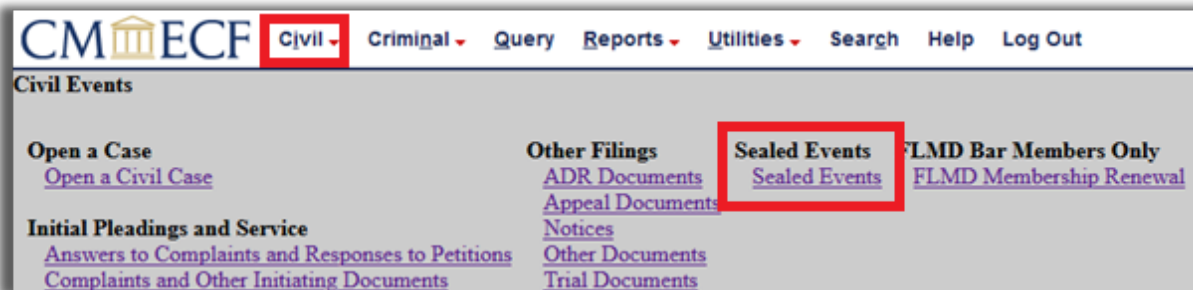 CM ECF Civil Criminal Query Reports Utilities Search Help Log Out
Civil Events
Open a Case
Open a Civil Case
Initial Pleadings and Service
Answers to Complaints and Responses to Petitions
Complaints and Other Initiating Documents
Other Filings
ADR Documents
Appeal Documents
Notices
Other Documents
Trial Documents
Sealed Events
Sealed Events
FLMD Bar Members Only
FLMD Membership Renewal